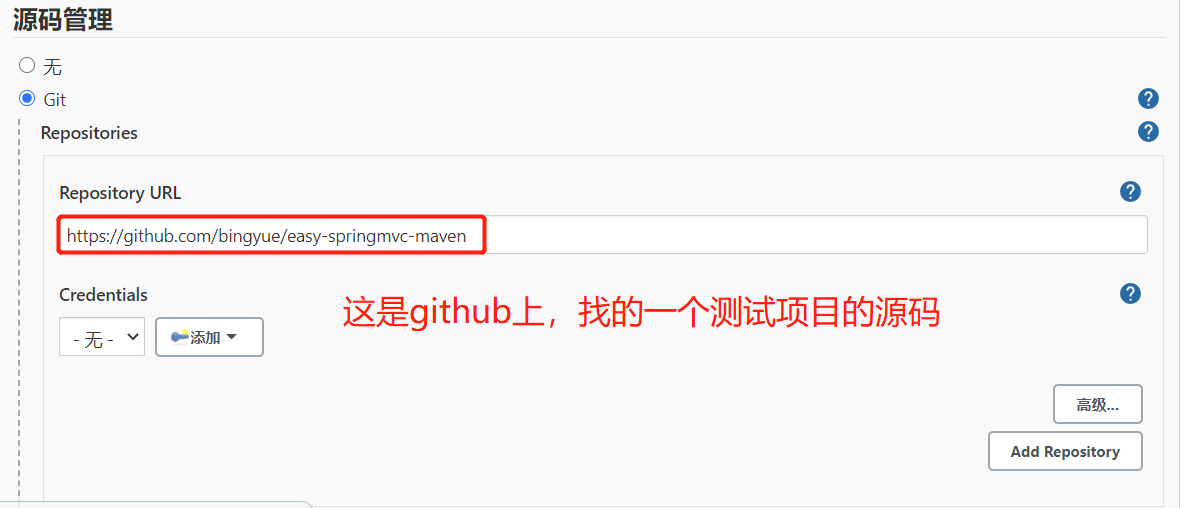 源码管理
无
Git
Repositories
Repository URL
https://github.com/bingyue/easy-springmvc-maven
Credentials
这是github上，找的一个测试项目的源码
- 无 -
添加
高级...
Add Repository